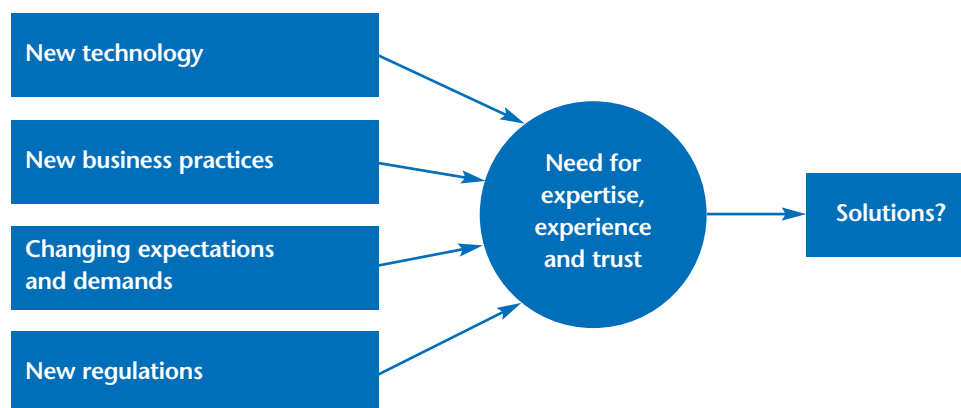 New technology
New business practices
Changing expectations
and demands
New regulations
Need for
expertise,
experience
and trust
Solutions?